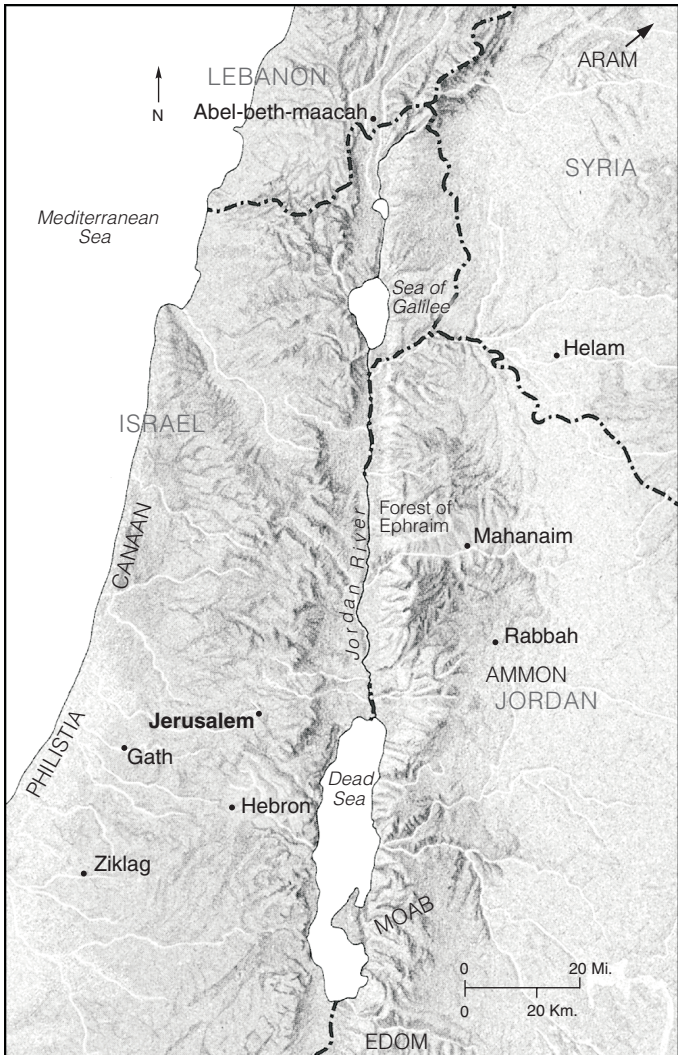 ARAM
LEBANON
N
Abel-beth-maacah
SYRIA
Mediterranean
Sea
Sea of
Galilee
Helam
ISRAEL
Forest of
Ephraim
CANAAN
Jordan River
Mahanaim
Rabbah
AMMON
JORDAN
Jerusalem
PHILISTIA
Gath
Dead
Sea
Hebron
Ziklag
MOAB
0 20 Mi.
0 20 Km.
EDOM